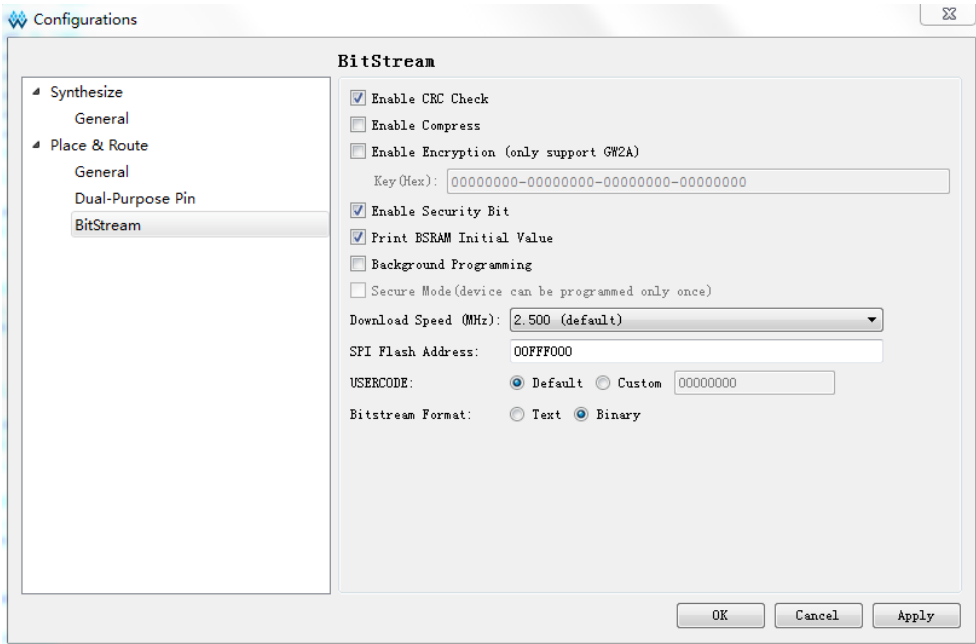 Configurations
BitStream
Synthesize
General
Place & Route
General
Dual-Purpose Pin
BitStream
Enable CRC Check
Enable Compress
Enable Encryption (only support GW2A)
Key(Hex): 00000000-00000000-00000000-00000000
Enable Security Bit
Print BSRAM Initial Value
Background Programming
Secure Mode(device can be programmed only once)
Download Speed (MHz): 2.500 (default)
SPI Flash Address: 00FFF000
USERCODE: Default Custom 00000000
Bitstream Format: Text Binary
OK Cancel Apply